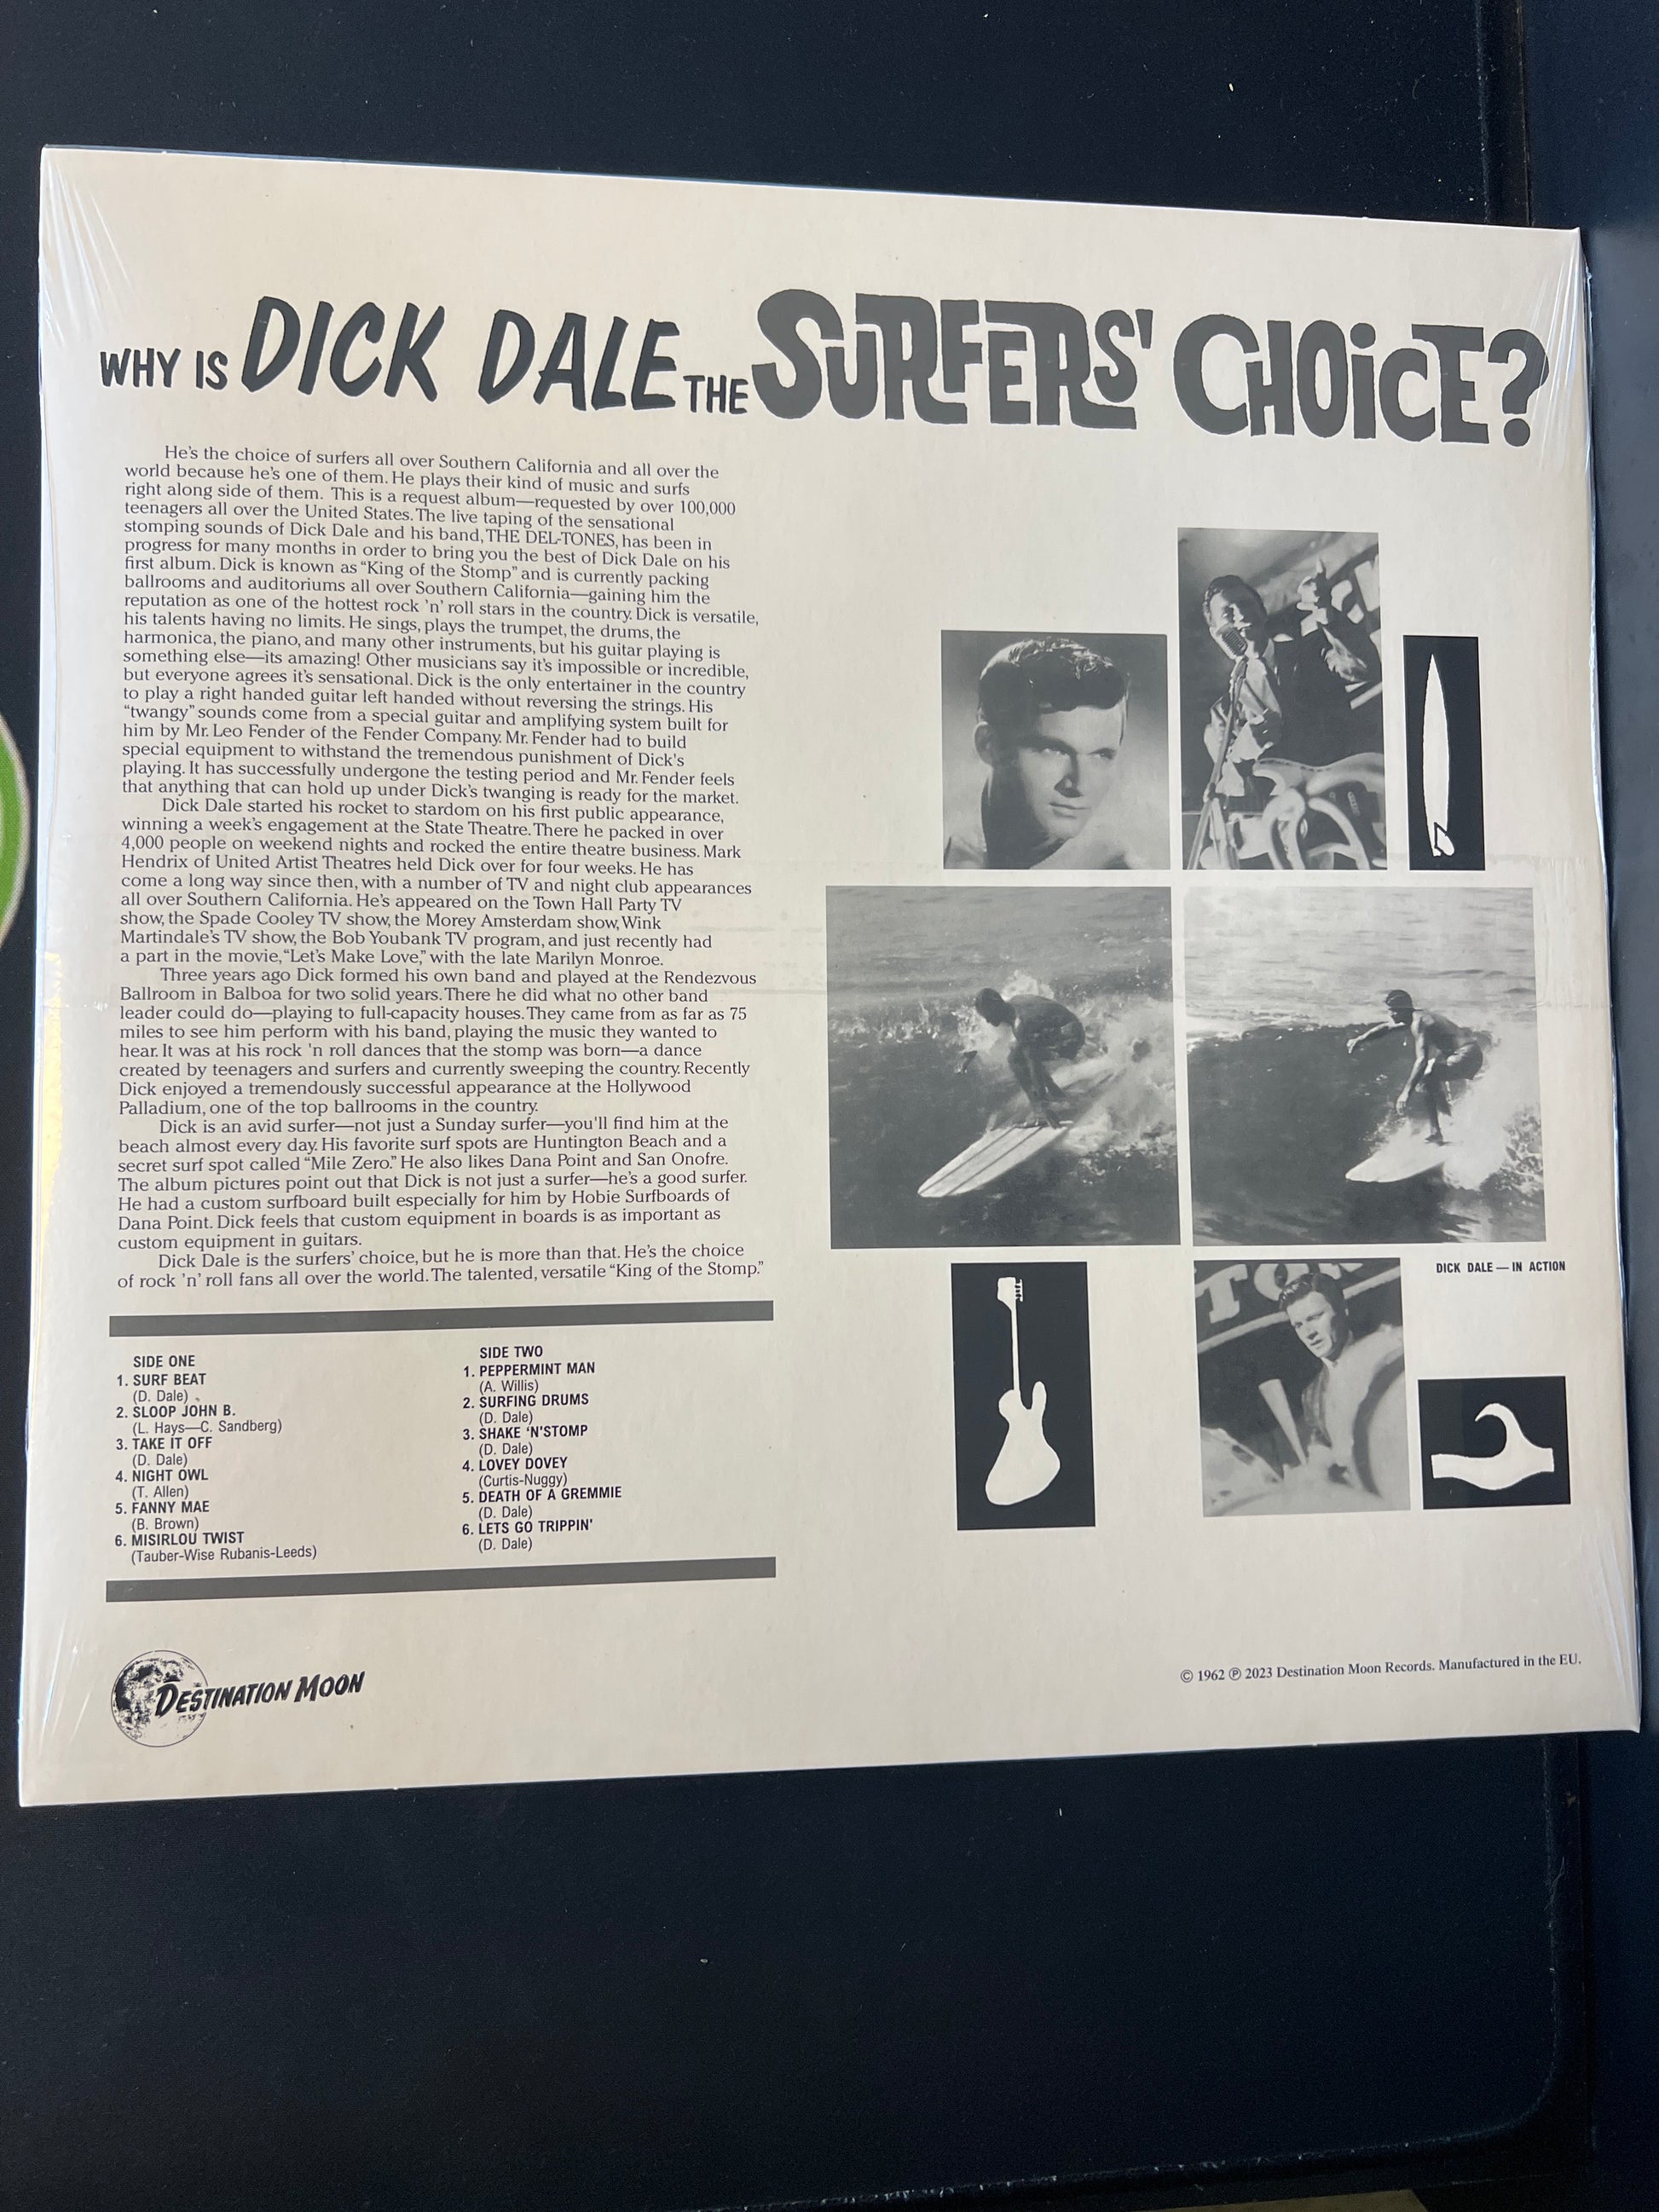 WHY IS DICK DALE THE SURFERS' CHOICE?
He's the choice of surfers all over Southern California and all over the
world because he's one of them. He plays their kind of music and surfs
right along side of them. This is a request album—requested by over 100,000
teenagers all over the United States. The live taping of the sensational
stomping sounds of Dick Dale and his band, THE DEL-TONES, has been in
progress for many months in order to bring you the best of Dick Dale on his
first album. Dick is known as “King of the Stomp” and is currently packing
ballrooms and auditoriums all over Southern California—gaining him the
reputation as one of the hottest rock 'n' roll stars in the country. Dick is versatile,
his talents having no limits. He sings, plays the trumpet, the drums, the
harmonica, the piano, and many other instruments, but his guitar playing is
something else—its amazing! Other musicians say it's impossible or incredible,
but everyone agrees it's sensational. Dick is the only entertainer in the country
to play a right handed guitar left handed without reversing the strings. His
“twangy” sounds come from a special guitar and amplifying system built for
him by Mr. Leo Fender of the Fender Company. Mr. Fender had to build
special equipment to withstand the tremendous punishment of Dick's
playing. It has successfully undergone the testing period and Mr. Fender feels
that anything that can hold up under Dick's twanging is ready for the market.
Dick Dale started his rocket to stardom on his first public appearance,
winning a week's engagement at the State Theatre. There he packed in over
4,000 people on weekend nights and rocked the entire theatre business. Mark
Hendrix of United Artist Theatres held Dick over for four weeks. He has
come a long way since then, with a number of TV and night club appearances
all over Southern California. He's appeared on the Town Hall Party TV
show, the Spade Cooley TV show, the Morey Amsterdam show, Wink
Martindale's TV show, the Bob Youbank TV program, and just recently had
a part in the movie, “Let's Make Love,” with the late Marilyn Monroe.
Three years ago Dick formed his own band and played at the Rendezvous
Ballroom in Balboa for two solid years. There he did what no other band
leader could do—playing to full-capacity houses. They came from as far as 75
miles to see him perform with his band, playing the music they wanted to
hear. It was at his rock 'n roll dances that the stomp was born—a dance
created by teenagers and surfers and currently sweeping the country. Recently
Dick enjoyed a tremendously successful appearance at the Hollywood
Palladium, one of the top ballrooms in the country.
Dick is an avid surfer—not just a Sunday surfer—you'll find him at the
beach almost every day. His favorite surf spots are Huntington Beach and a
secret surf spot called “Mile Zero.” He also likes Dana Point and San Onofre.
The album pictures point out that Dick is not just a surfer—he's a good surfer.
He had a custom surfboard built especially for him by Hobie Surfboards of
Dana Point. Dick feels that custom equipment in boards is as important as
custom equipment in guitars.
Dick Dale is the surfers' choice, but he is more than that. He's the choice
of rock 'n' roll fans all over the world. The talented, versatile “King of the Stomp.”
SIDE ONE
1. SURF BEAT
(D. Dale)
2. SLOOP JOHN B.
(L. Hays—C. Sandberg)
3. TAKE IT OFF
(D. Dale)
4. NIGHT OWL
(T. Allen)
5. FANNY MAE
(B. Brown)
6. MISIRLOU TWIST
(Tauber-Wise Rubanis-Leeds)
SIDE TWO
1. PEPPERMINT MAN
(A. Willis)
2. SURFING DRUMS
(D. Dale)
3. SHAKE ‘N'STOMP
(D. Dale)
4. LOVEY DOVEY
(Curtis-Nuggy)
5. DEATH OF A GREMMIE
(D. Dale)
6. LETS GO TRIPPIN'
(D. Dale)
DICK DALE — IN ACTION
DESTINATION MOON
© 1962 ℗ 2023 Destination Moon Records. Manufactured in the EU.